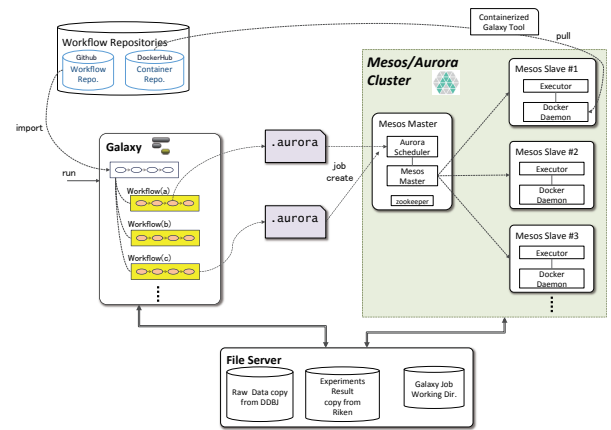 Containerized
Galaxy Tool
pull
Workflow Repositories
Github
Workflow
Repo.
DockerHub
Container
Repo.
import
run
Galaxy
Workflow(a)
Workflow(b)
Workflow(c)
.aurora
.aurora
job
create
Mesos/Aurora
Cluster
Mesos Master
Aurora
Scheduler
Mesos
Master
zookeeper
Mesos Slave #1
Executor
Docker
Daemon
Mesos Slave #2
Executor
Docker
Daemon
Mesos Slave #3
Executor
Docker
Daemon
File Server
Raw Data copy
from DDBJ
Experiments
Result
copy from
Riken
Galaxy Job
Working Dir.